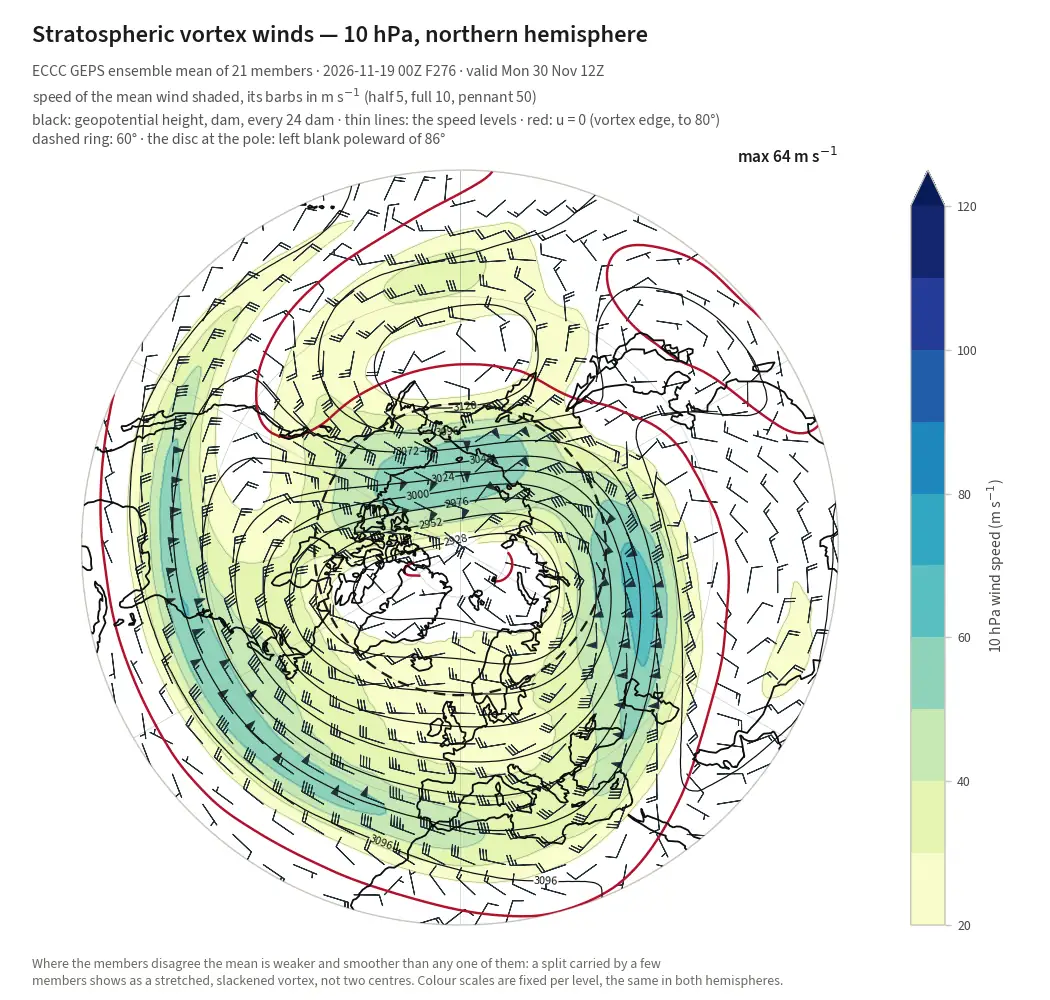 Stratospheric vortex winds — 10 hPa, northern hemisphere
ECCC GEPS ensemble mean of 21 members · 2026-11-19 00Z F276 · valid Mon 30 Nov 12Z
speed of the mean wind shaded, its barbs in m s⁻¹ (half 5, full 10, pennant 50)
black: geopotential height, dam, every 24 dam · thin lines: the speed levels · red: u = 0 (vortex edge, to 80°)
dashed ring: 60° · the disc at the pole: left blank poleward of 86°
max 64 m s⁻¹
120
100
80
60
40
20
10 hPa wind speed (m s⁻¹)
3120
3072
3024
3000
2976
2952
2928
3096
3096
Where the members disagree the mean is weaker and smoother than any one of them: a split carried by a few
members shows as a stretched, slackened vortex, not two centres. Colour scales are fixed per level, the same in both hemispheres.